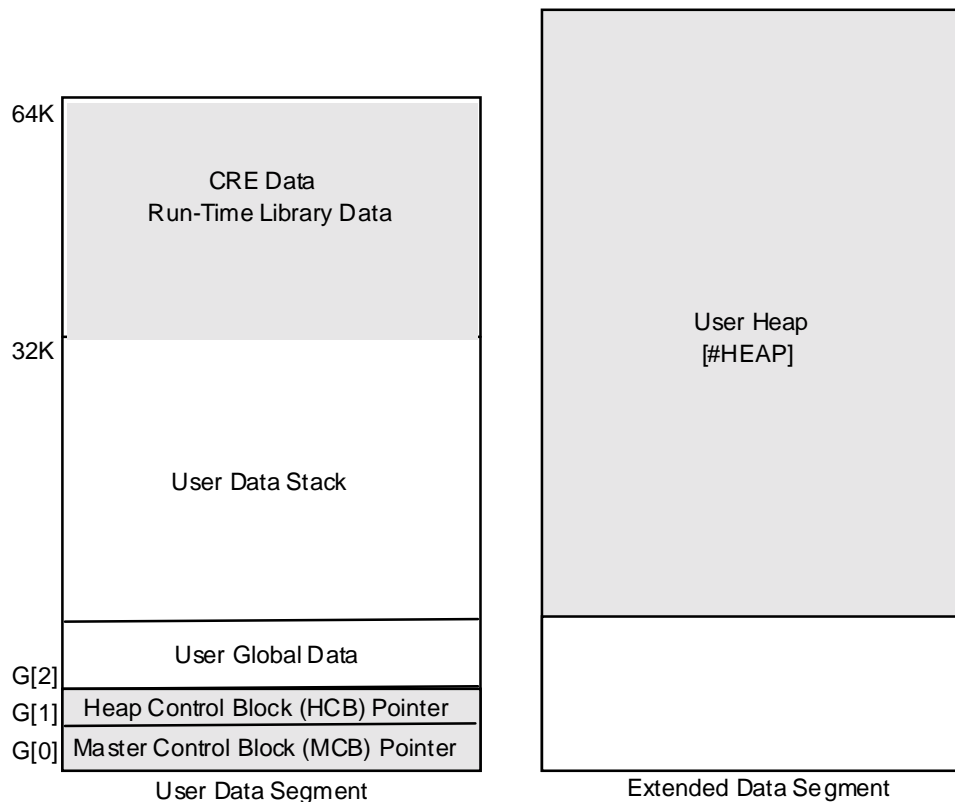 64K
CRE Data
Run-Time Library Data
32K
User Data Stack
User Global Data
G[2]
G[1]
Heap Control Block (HCB) Pointer
G[0]
Master Control Block (MCB) Pointer
User Data Segment
User Heap
[#HEAP]
Extended Data Segment